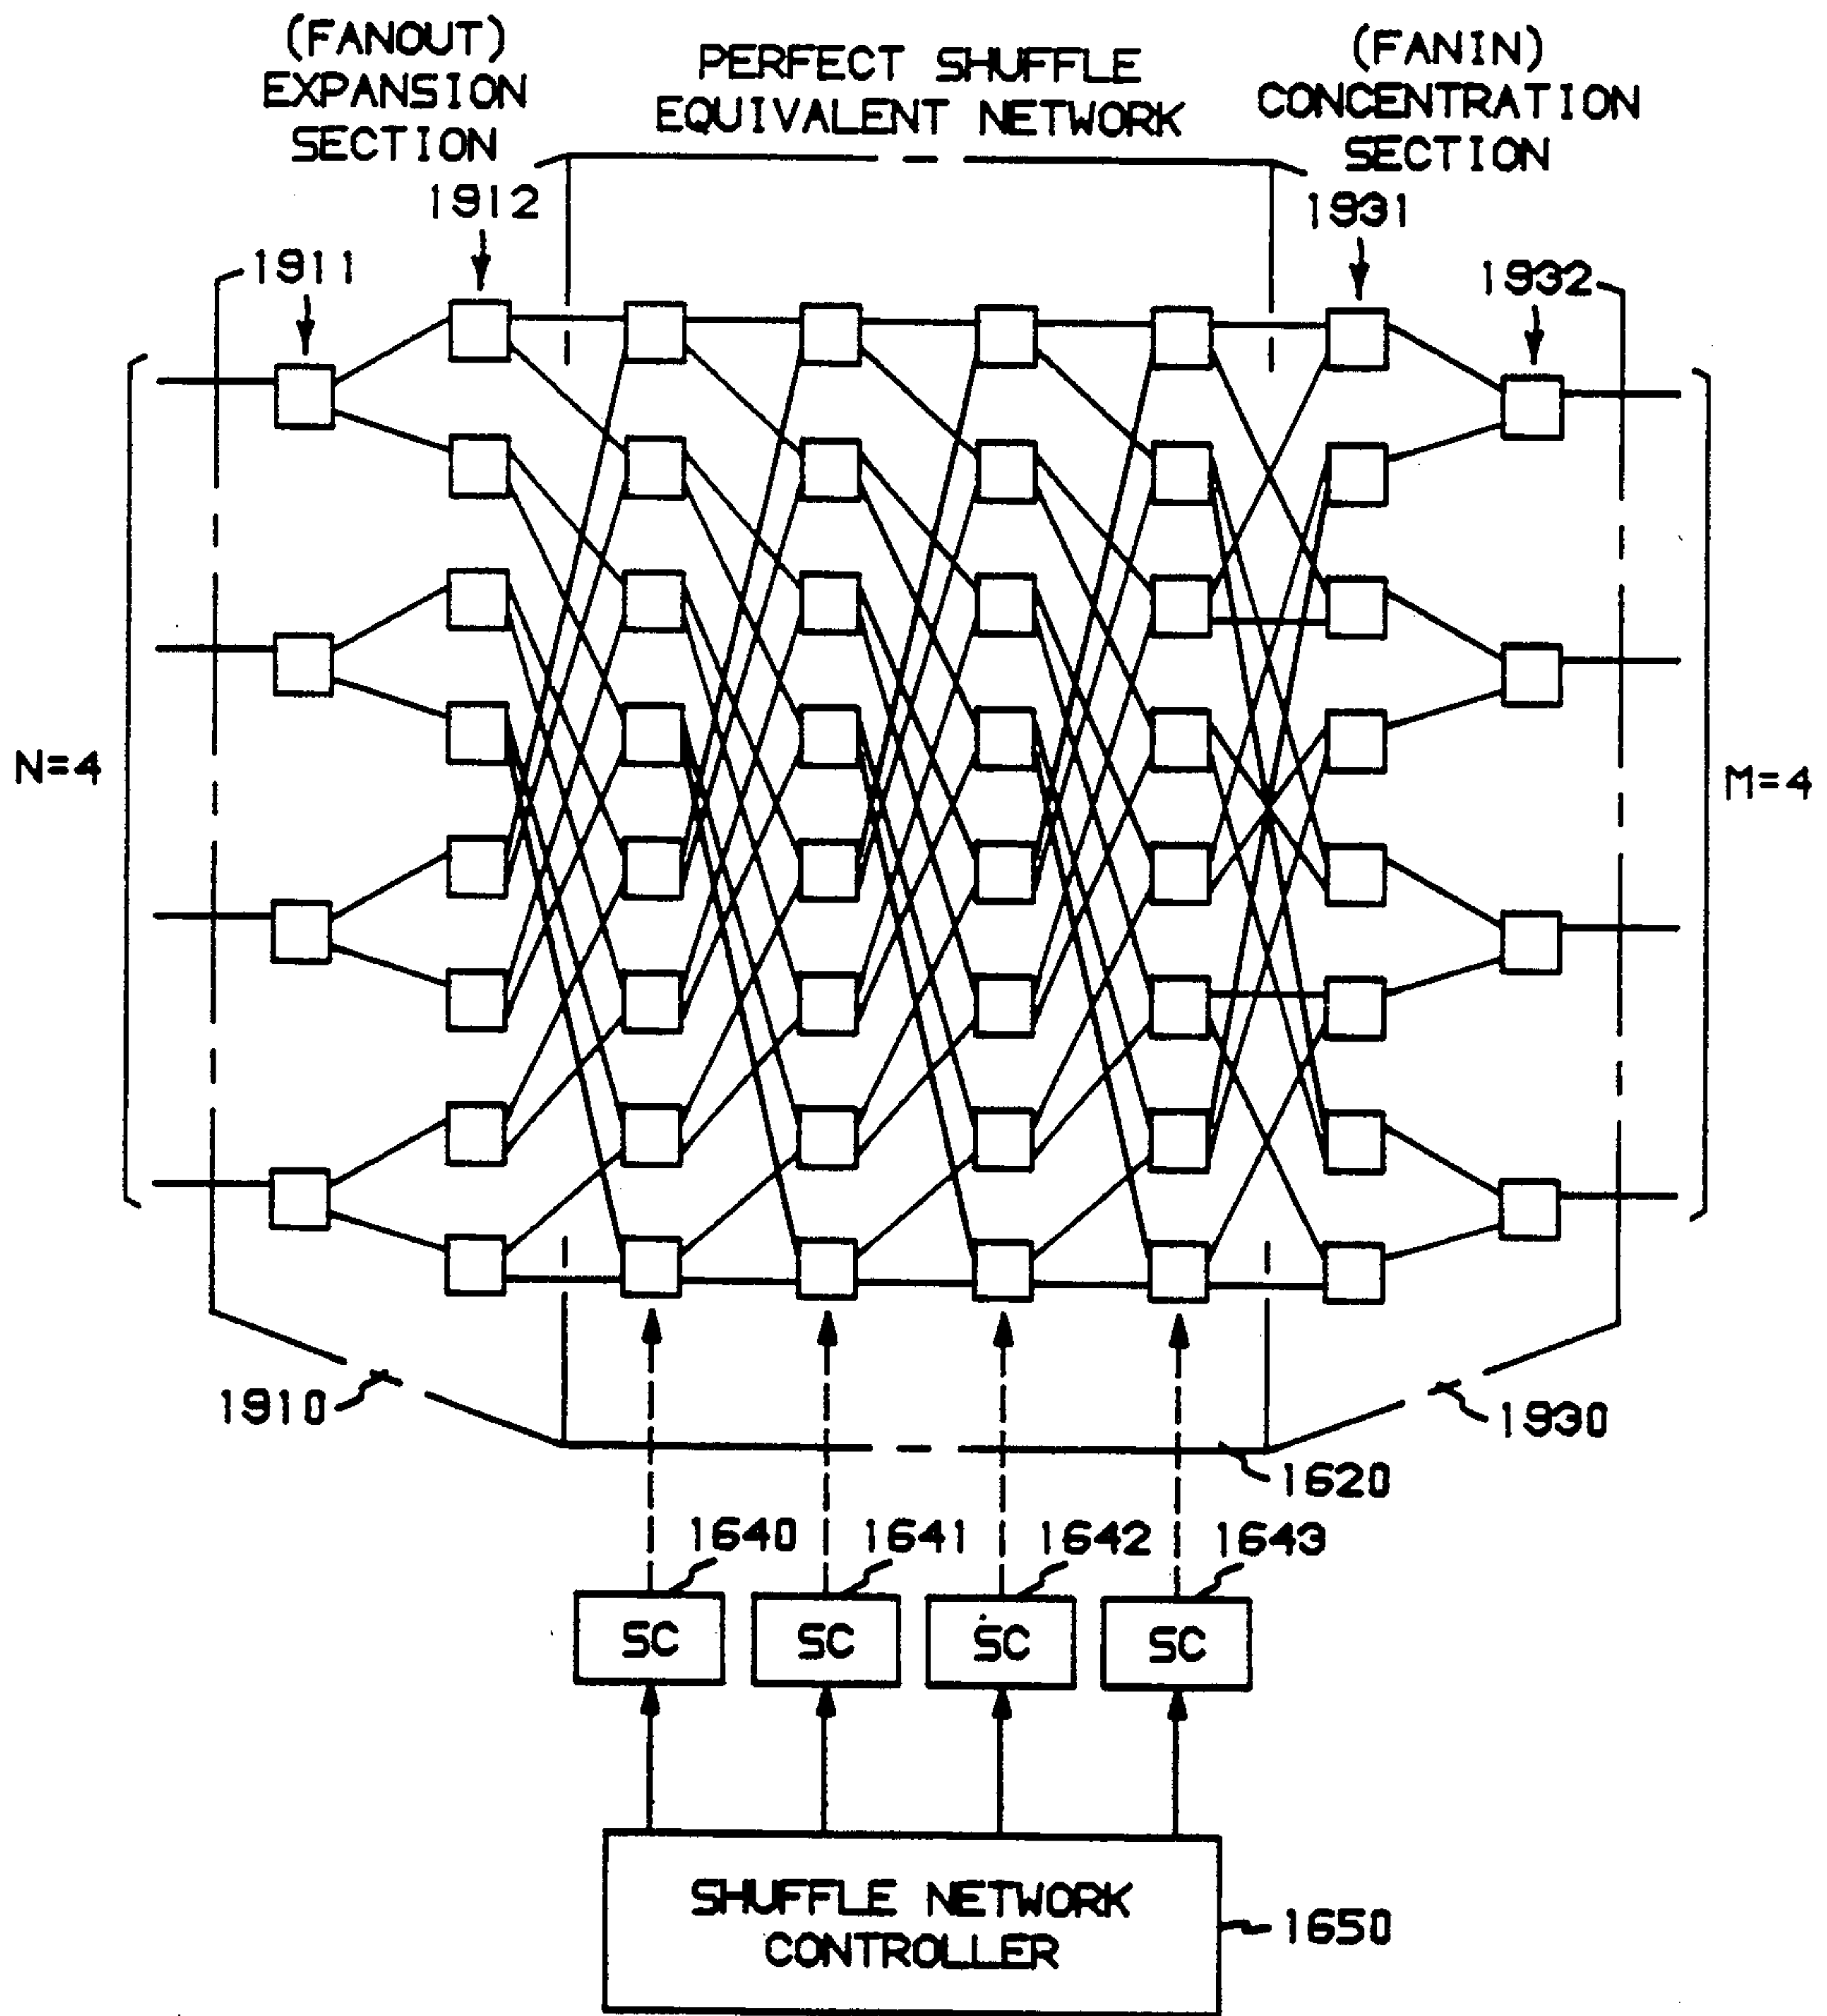 (FANOUT)
EXPANSION
SECTION
PERFECT SHUFFLE
EQUIVALENT NETWORK
(FANIN)
CONCENTRATION
SECTION
1912
1931
1911
1932
N=4
M=4
1910
1930
1620
1640
1641
1642
1643
SC
SC
SC
SC
SHUFFLE NETWORK
CONTROLLER
1650